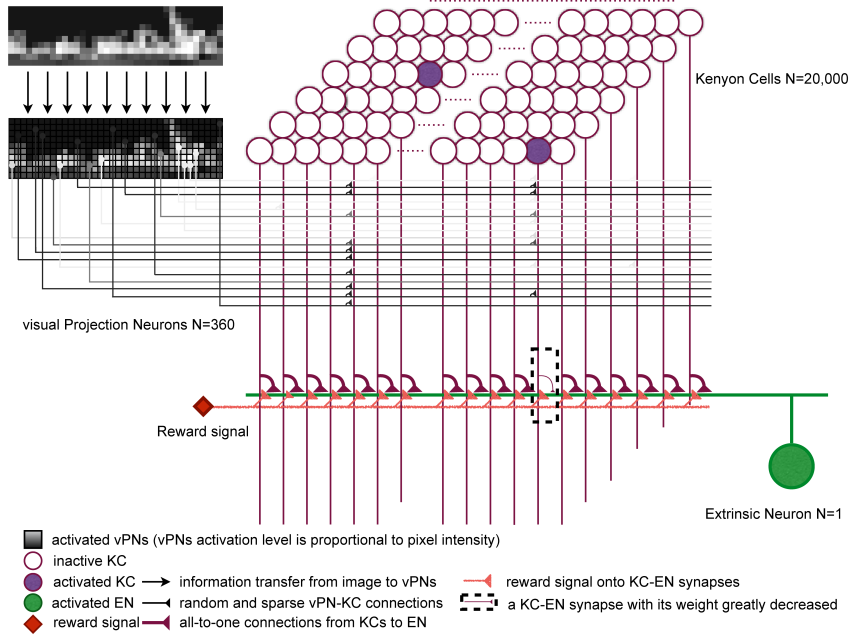 Kenyon Cells N=20,000
visual Projection Neurons N=360
Reward signal
Extrinsic Neuron N=1
activated vPNs (vPNs activation level is proportional to pixel intensity)
inactive KC
activated KC
information transfer from image to vPNs
reward signal onto KC-EN synapses
activated EN
random and sparse vPN-KC connections
a KC-EN synapse with its weight greatly decreased
reward signal
all-to-one connections from KCs to EN